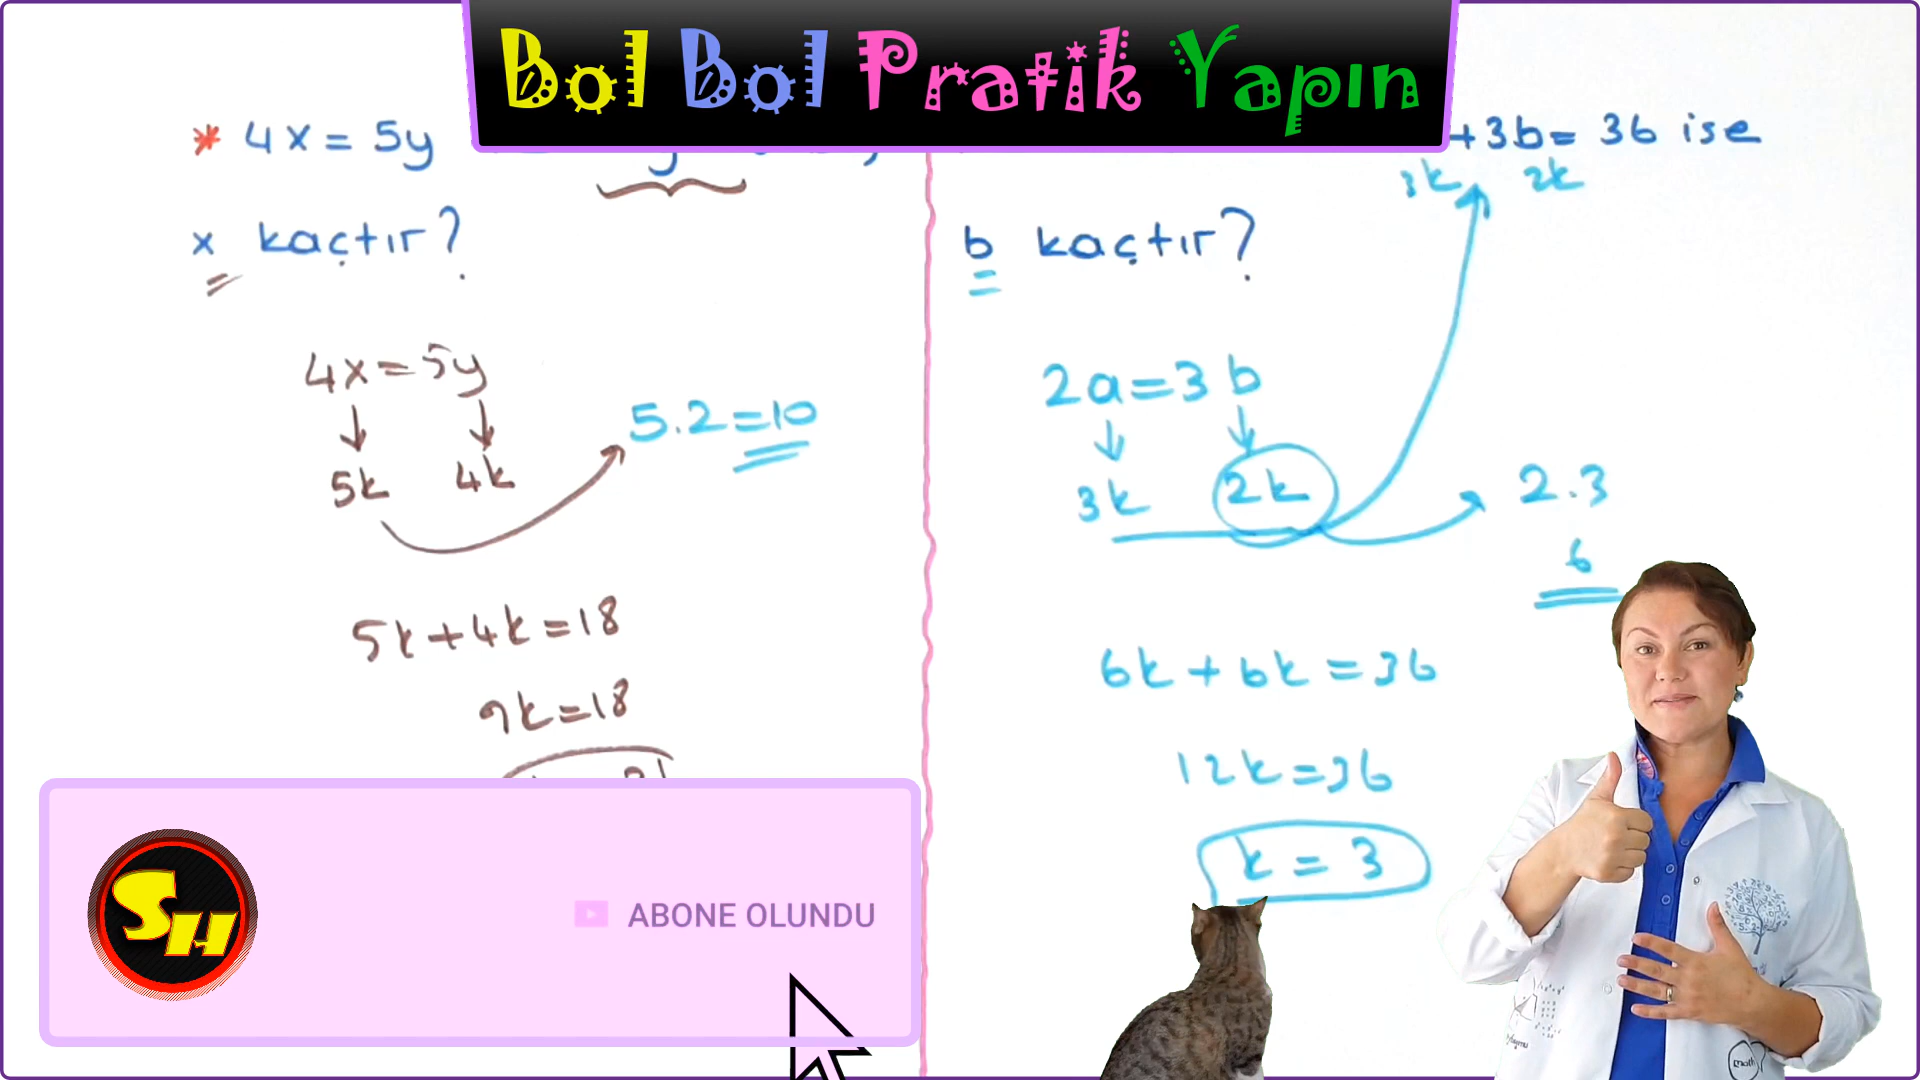 Bol Bol Pratik Yapın
* 4x = 5y
x kaçtır?
4x = 5y
5k 4k
5.2 = 10
5k + 4k = 18
9k = 18
+ 3b = 36 ise
3k 2k
b kaçtır?
2a = 3b
3k 2k
2.3
6
6k + 6k = 36
12k = 36
k = 3
SH
ABONE OLUNDU
math